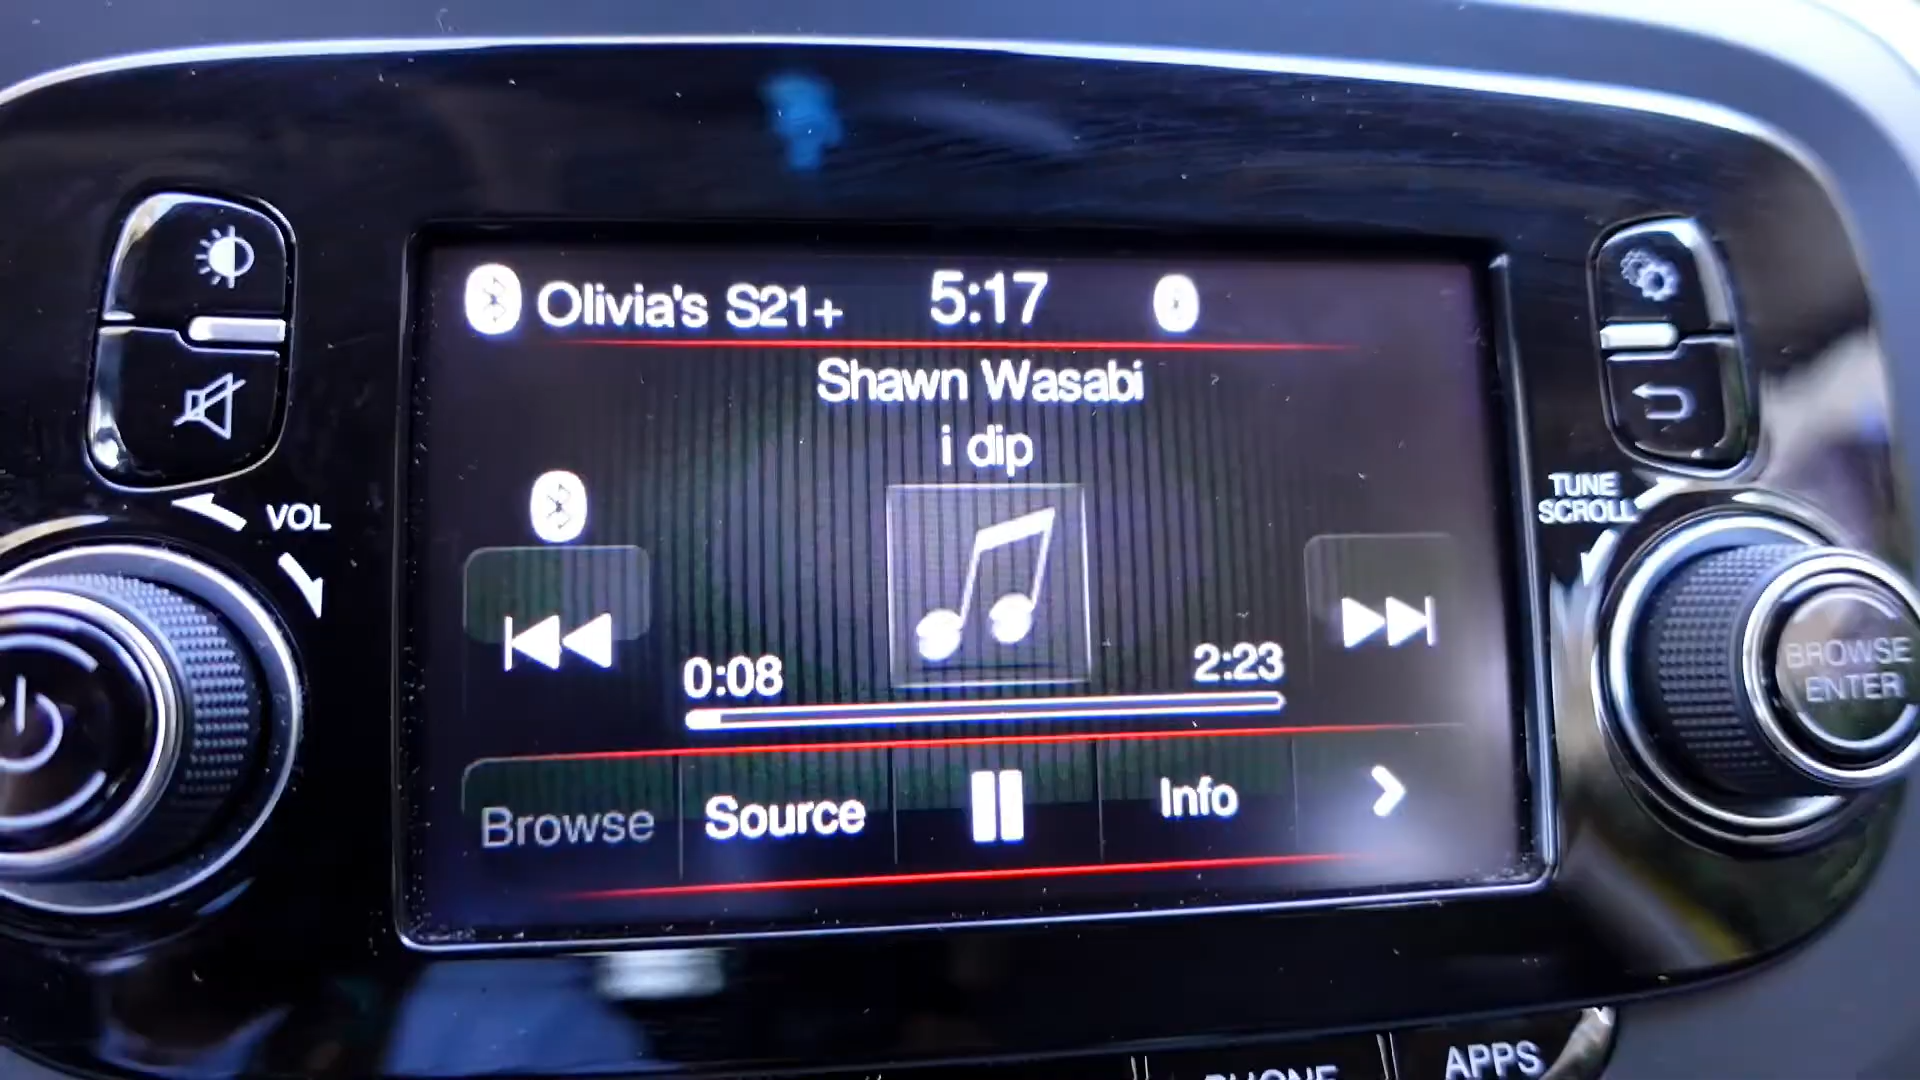 Olivia's S21+
5:17
Shawn Wasabi
i dip
VOL
TUNE
SCROLL
0:08
2:23
BROWSE
ENTER
Browse
Source
Info
PHONE
APPS